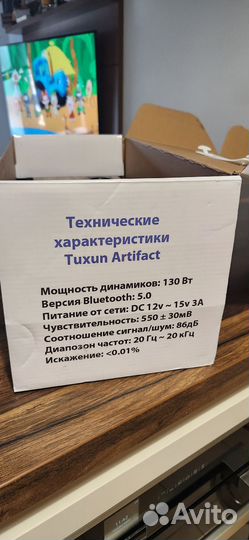 Технические
характеристики
Tuxun Artifact
Мощность динамиков: 130 Вт
Версия Bluetooth: 5.0
Питание от сети: DC 12v ~ 15v 3A
Чувствительность: 550 ± 30мВ
Соотношение сигнал/шум: 86дБ
Диапазон частот: 20 Гц ~ 20 кГц
Искажение: <0.01%
Avito